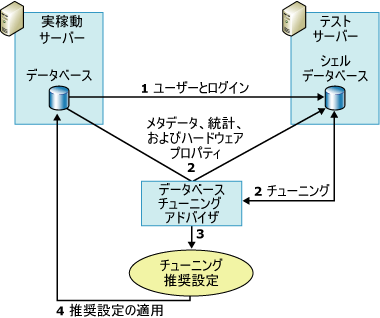 実稼動
サーバー
データベース
テスト
サーバー
シェル
データベース
1 ユーザーとログイン
メタデータ、統計、
およびハードウェア
プロパティ
2
データベース
チューニング
アドバイザ
2 チューニング
3
チューニング
推奨設定
4 推奨設定の適用